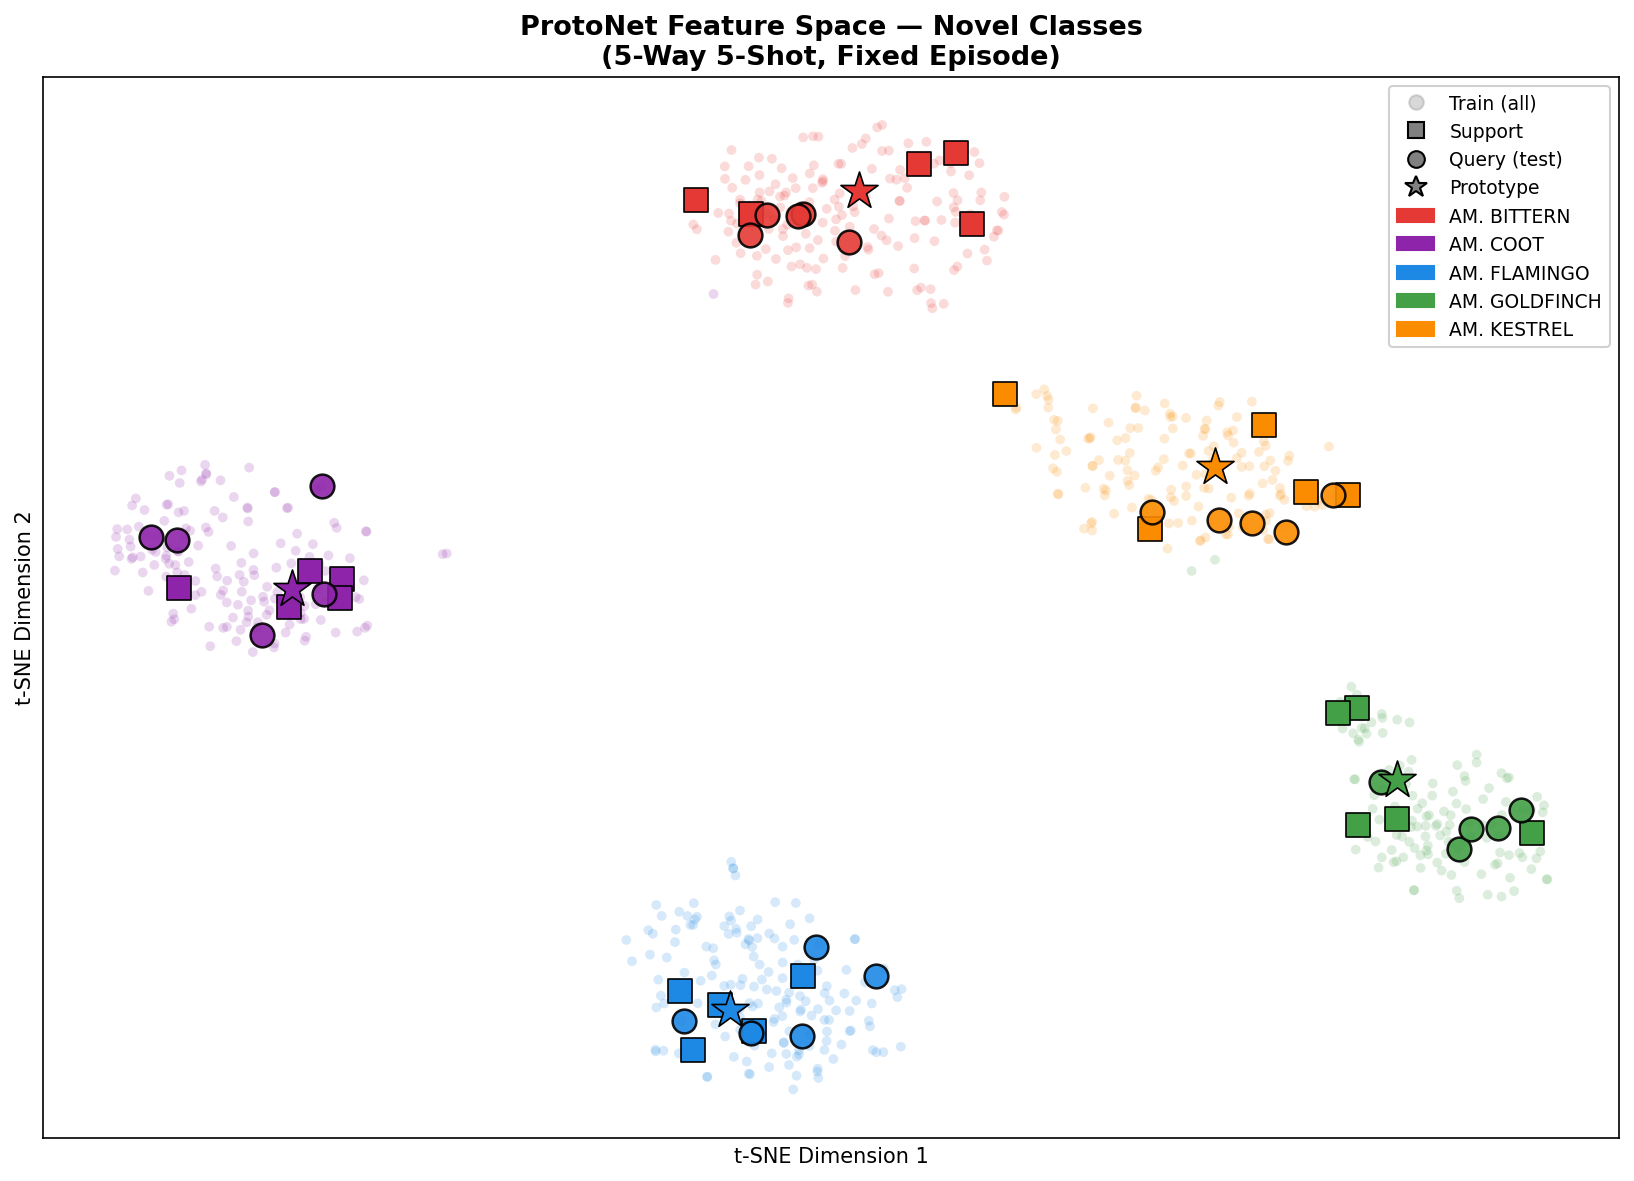 ProtoNet Feature Space — Novel Classes
(5-Way 5-Shot, Fixed Episode)
Train (all)
Support
Query (test)
Prototype
AM. BITTERN
AM. COOT
AM. FLAMINGO
AM. GOLDFINCH
AM. KESTREL
t-SNE Dimension 2
t-SNE Dimension 1